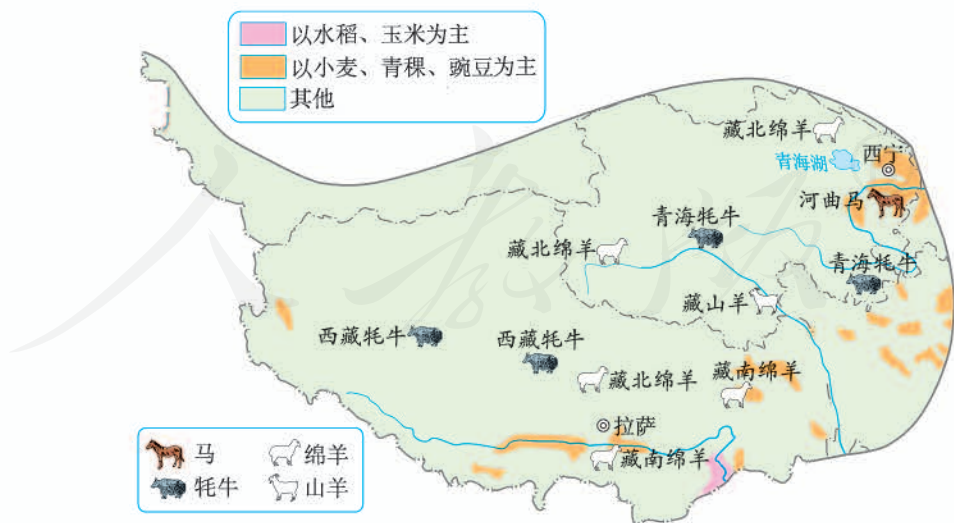 以水稻、玉米为主
以小麦、青稞、豌豆为主
其他
藏北绵羊
青海湖
西宁
河曲马
青海牦牛
藏北绵羊
青海牦牛
藏山羊
西藏牦牛
西藏牦牛
藏北绵羊
藏南绵羊
拉萨
藏南绵羊
马
绵羊
牦牛
山羊
人教版